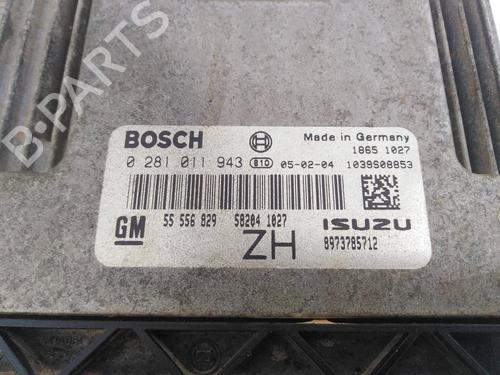 B-PARTS
BOSCH Made in Germany
1865 1027
0 281 011 943 810 05-02-04 1039S08853
GM 55 556 829 58204 1027 ISUZU
ZH 8973785712